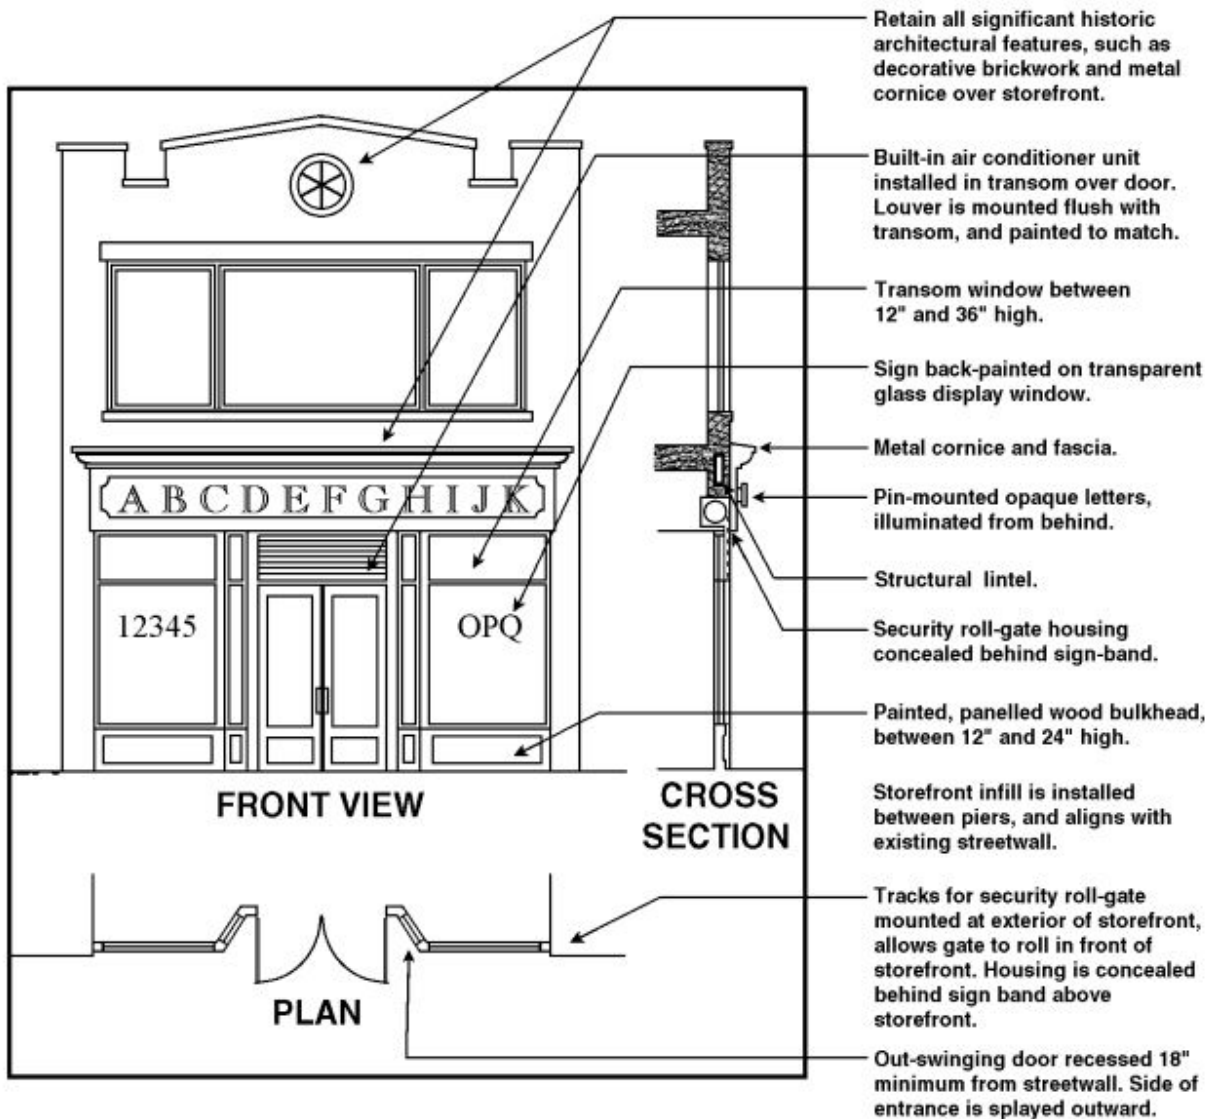 Retain all significant historic
architectural features, such as
decorative brickwork and metal
cornice over storefront.
Built-in air conditioner unit
installed in transom over door.
Louver is mounted flush with
transom, and painted to match.
Transom window between
12" and 36" high.
Sign back-painted on transparent
glass display window.
Metal cornice and fascia.
Pin-mounted opaque letters,
illuminated from behind.
Structural lintel.
Security roll-gate housing
concealed behind sign-band.
Painted, panelled wood bulkhead,
between 12" and 24" high.
Storefront infill is installed
between piers, and aligns with
existing streetwall.
Tracks for security roll-gate
mounted at exterior of storefront,
allows gate to roll in front of
storefront. Housing is concealed
behind sign band above
storefront.
Out-swinging door recessed 18"
minimum from streetwall. Side of
entrance is splayed outward.
ABCDEFGHIJK
12345
OPQ
FRONT VIEW
CROSS
SECTION
PLAN